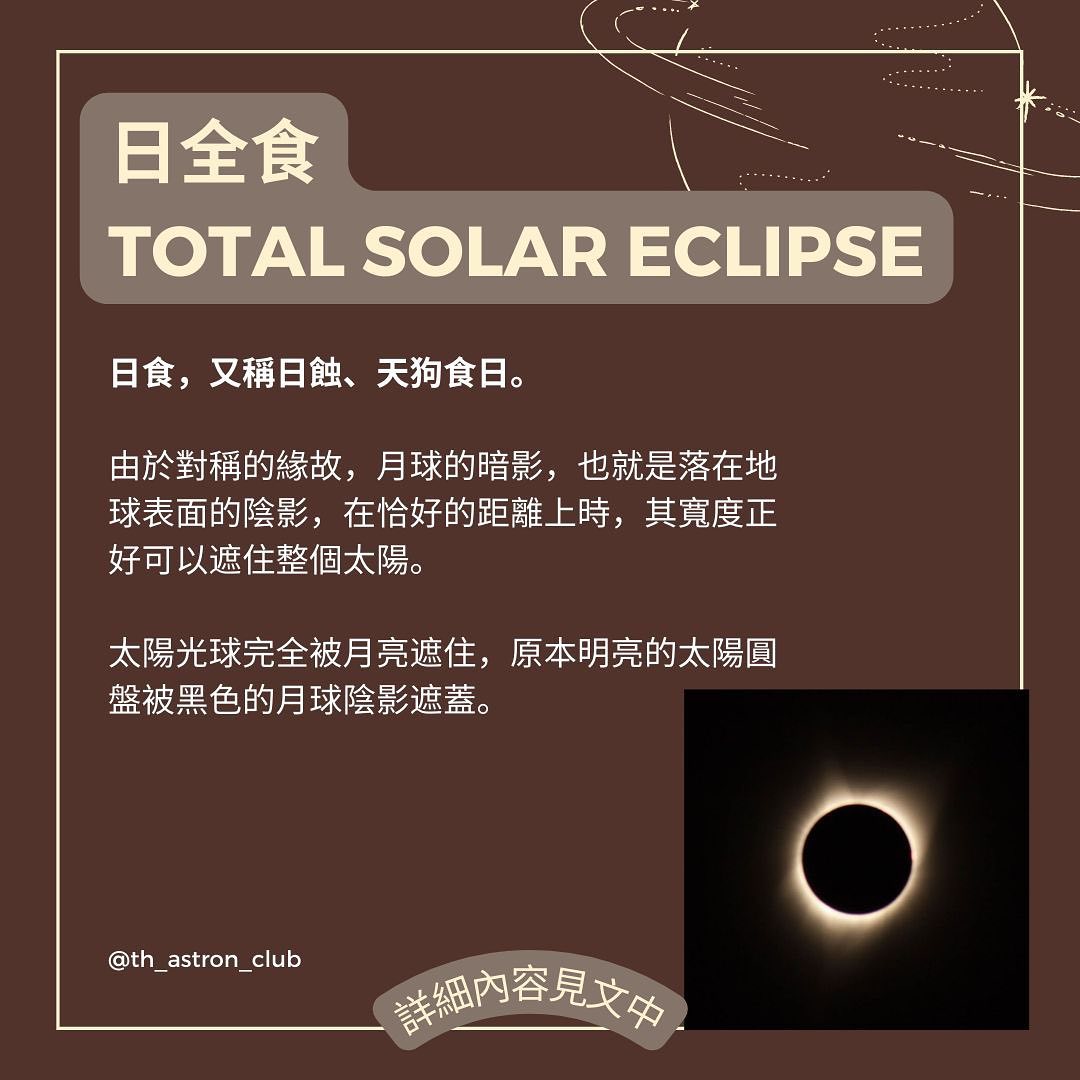 日全食
TOTAL SOLAR ECLIPSE
日食，又稱日蝕、天狗食日。
由於對稱的緣故，月球的暗影，也就是落在地
球表面的陰影，在恰好的距離上時，其寬度正
好可以遮住整個太陽。
太陽光球完全被月亮遮住，原本明亮的太陽圓
盤被黑色的月球陰影遮蓋。
@th_astron_club
詳細內容見文中